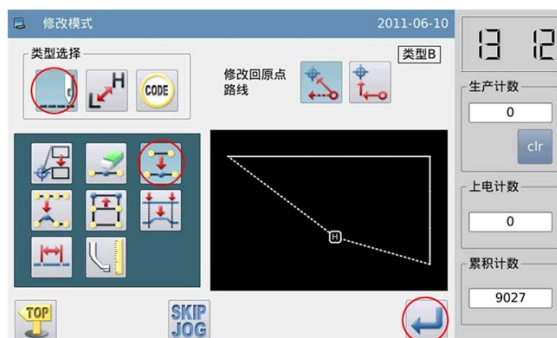 修改模式 2011-06-10
类型选择
L H
CODE
修改回原点
路线
类型B
H
TOP
SKIP
JOG
13 12
生产计数
0
clr
上电计数
0
累积计数
9027